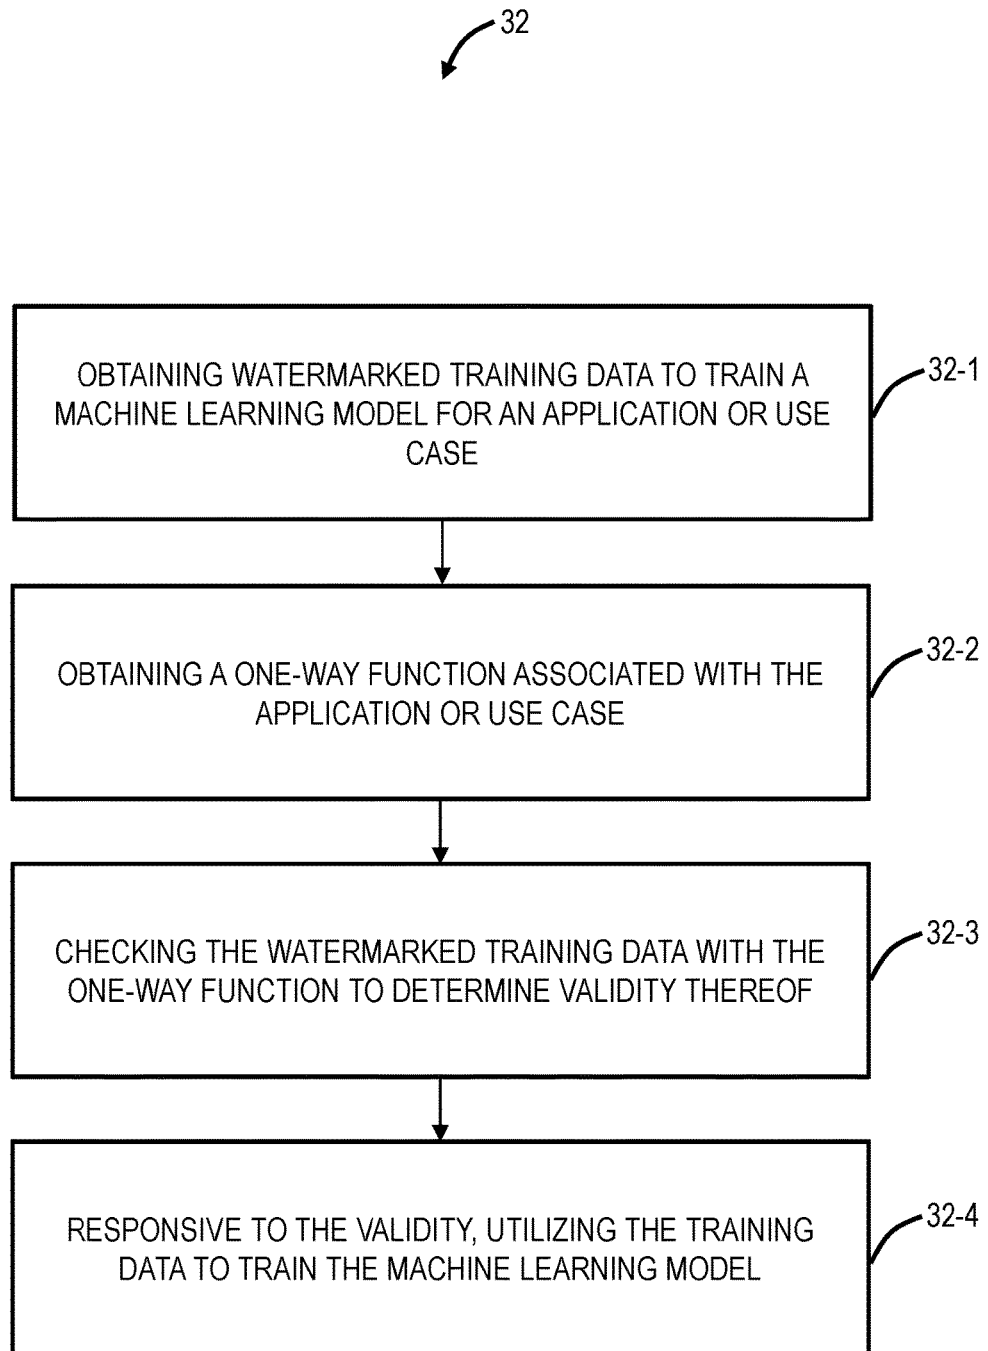 32
OBTAINING WATERMARKED TRAINING DATA TO TRAIN A
MACHINE LEARNING MODEL FOR AN APPLICATION OR USE
CASE
32-1
OBTAINING A ONE-WAY FUNCTION ASSOCIATED WITH THE
APPLICATION OR USE CASE
32-2
CHECKING THE WATERMARKED TRAINING DATA WITH THE
ONE-WAY FUNCTION TO DETERMINE VALIDITY THEREOF
32-3
RESPONSIVE TO THE VALIDITY, UTILIZING THE TRAINING
DATA TO TRAIN THE MACHINE LEARNING MODEL
32-4